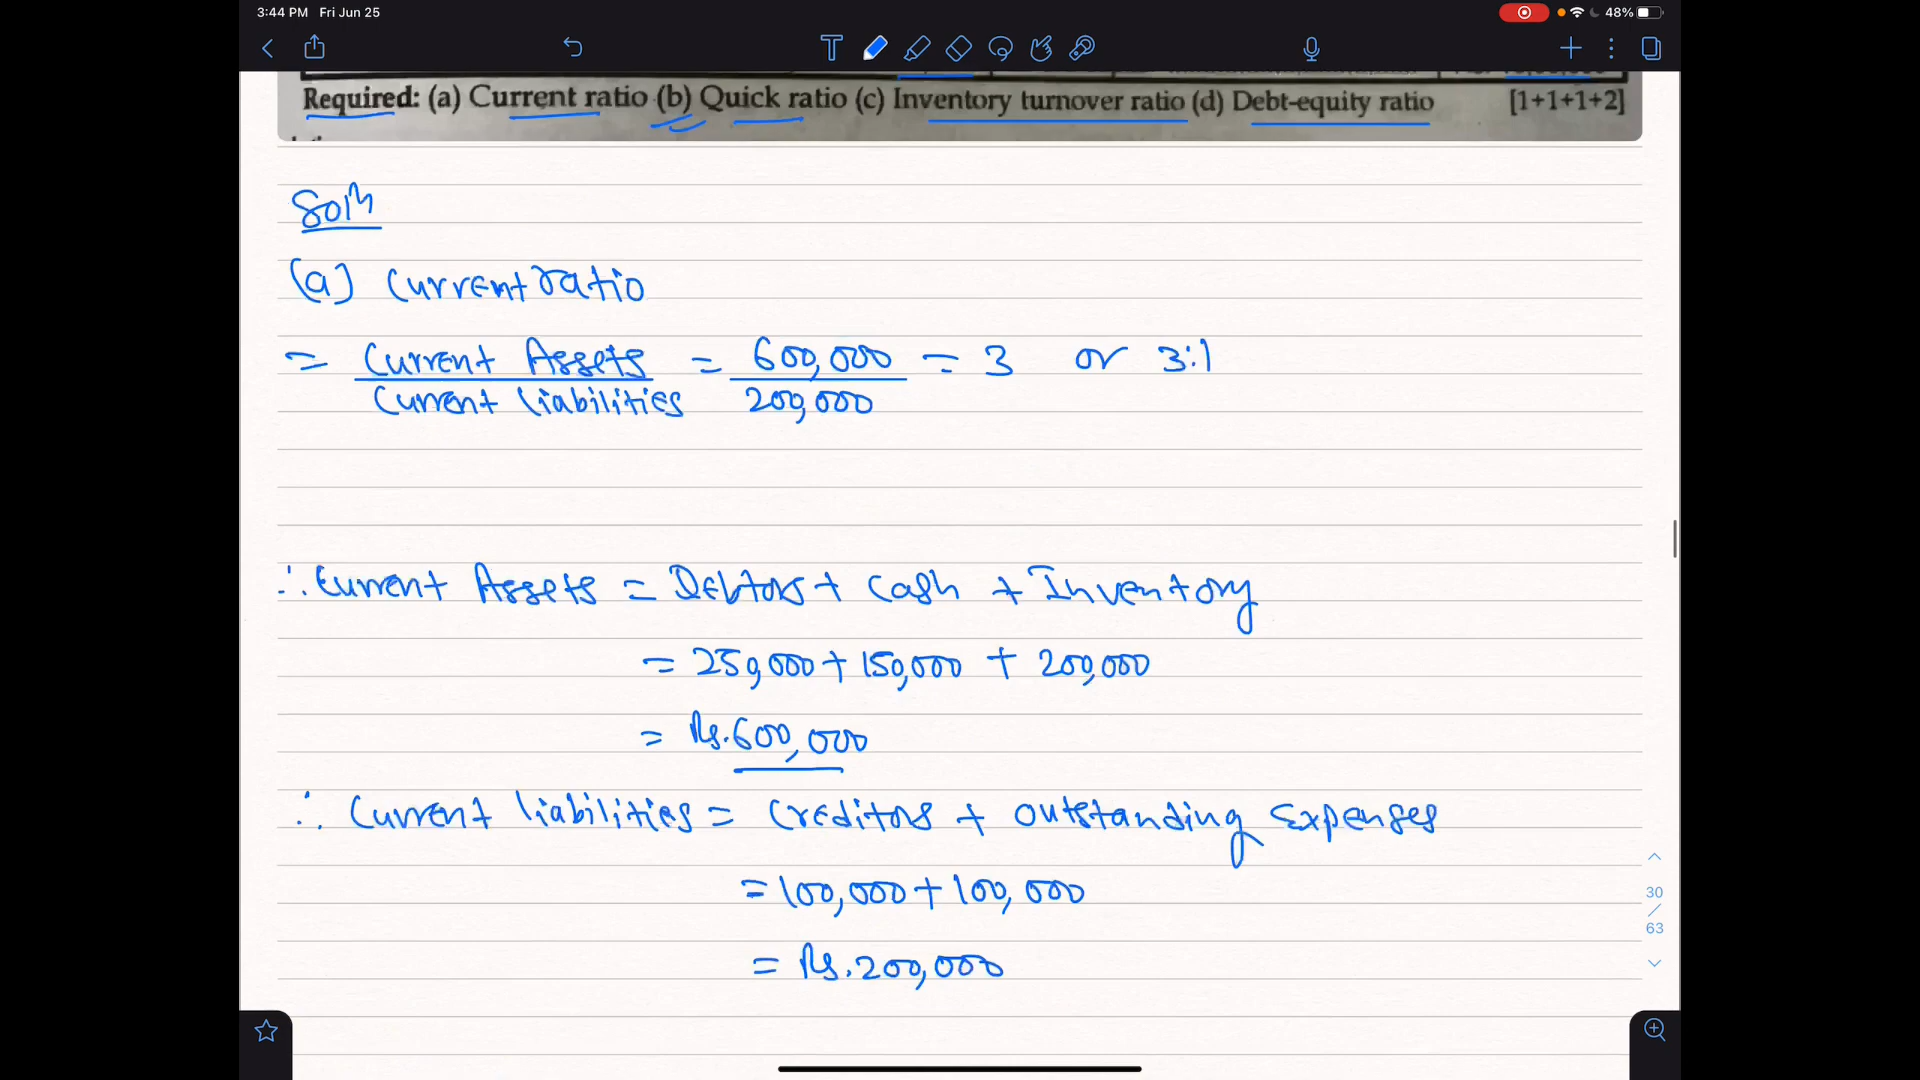 3:44 PM Fri Jun 25
48%
Required: (a) Current ratio (b) Quick ratio (c) Inventory turnover ratio (d) Debt-equity ratio [1+1+1+2]
Soln
(a) Current ratio
= Current Assets / Current liabilities = 600,000 / 200,000 = 3 or 3:1
∴ Current Assets = Debtors + Cash + Inventory
= 250,000 + 150,000 + 200,000
= Rs. 600,000
∴ Current liabilities = Creditors + Outstanding Expenses
= 100,000 + 100,000
= Rs. 200,000
30
/
63